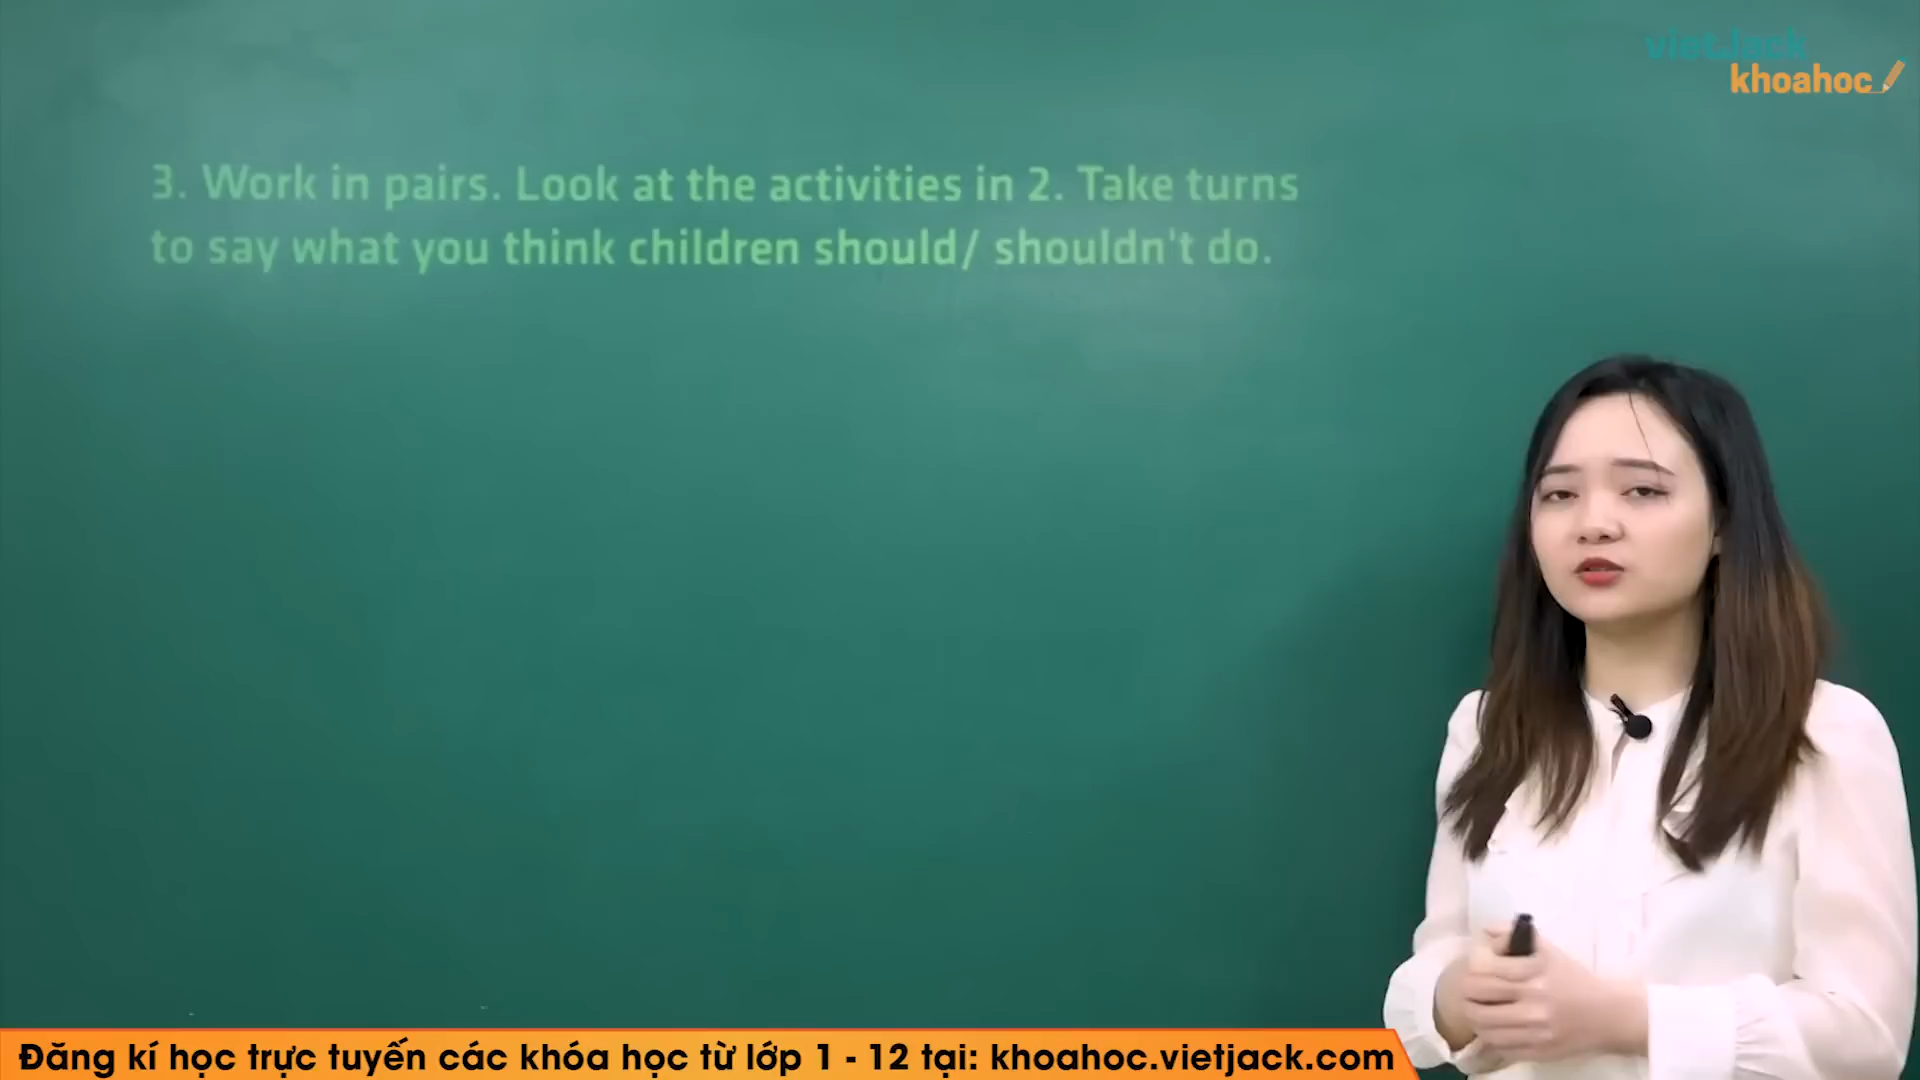 vietJack
khoahoc
3. Work in pairs. Look at the activities in 2. Take turns
to say what you think children should/ shouldn't do.
Đăng kí học trực tuyến các khóa học từ lớp 1 - 12 tại: khoahoc.vietjack.com